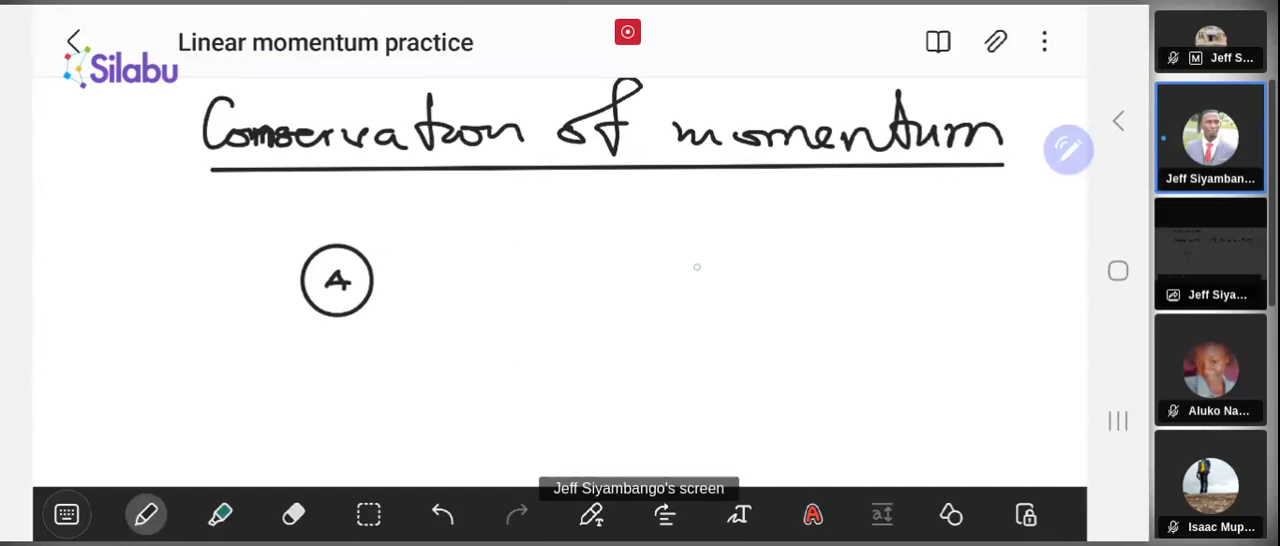 Linear momentum practice
Silabu
Conservation of momentum
A
Jeff Siyambango's screen
M Jeff S...
Jeff Siyamban...
Jeff Siya...
Aluko Na...
Isaac Mup...
A